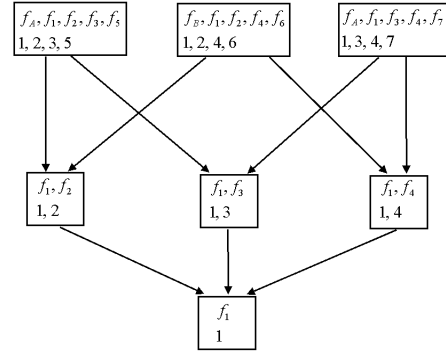 f_A, f_1, f_2, f_3, f_5
1, 2, 3, 5
f_B, f_1, f_2, f_4, f_6
1, 2, 4, 6
f_A, f_1, f_3, f_4, f_7
1, 3, 4, 7
f_1, f_2
1, 2
f_1, f_3
1, 3
f_1, f_4
1, 4
f_1
1